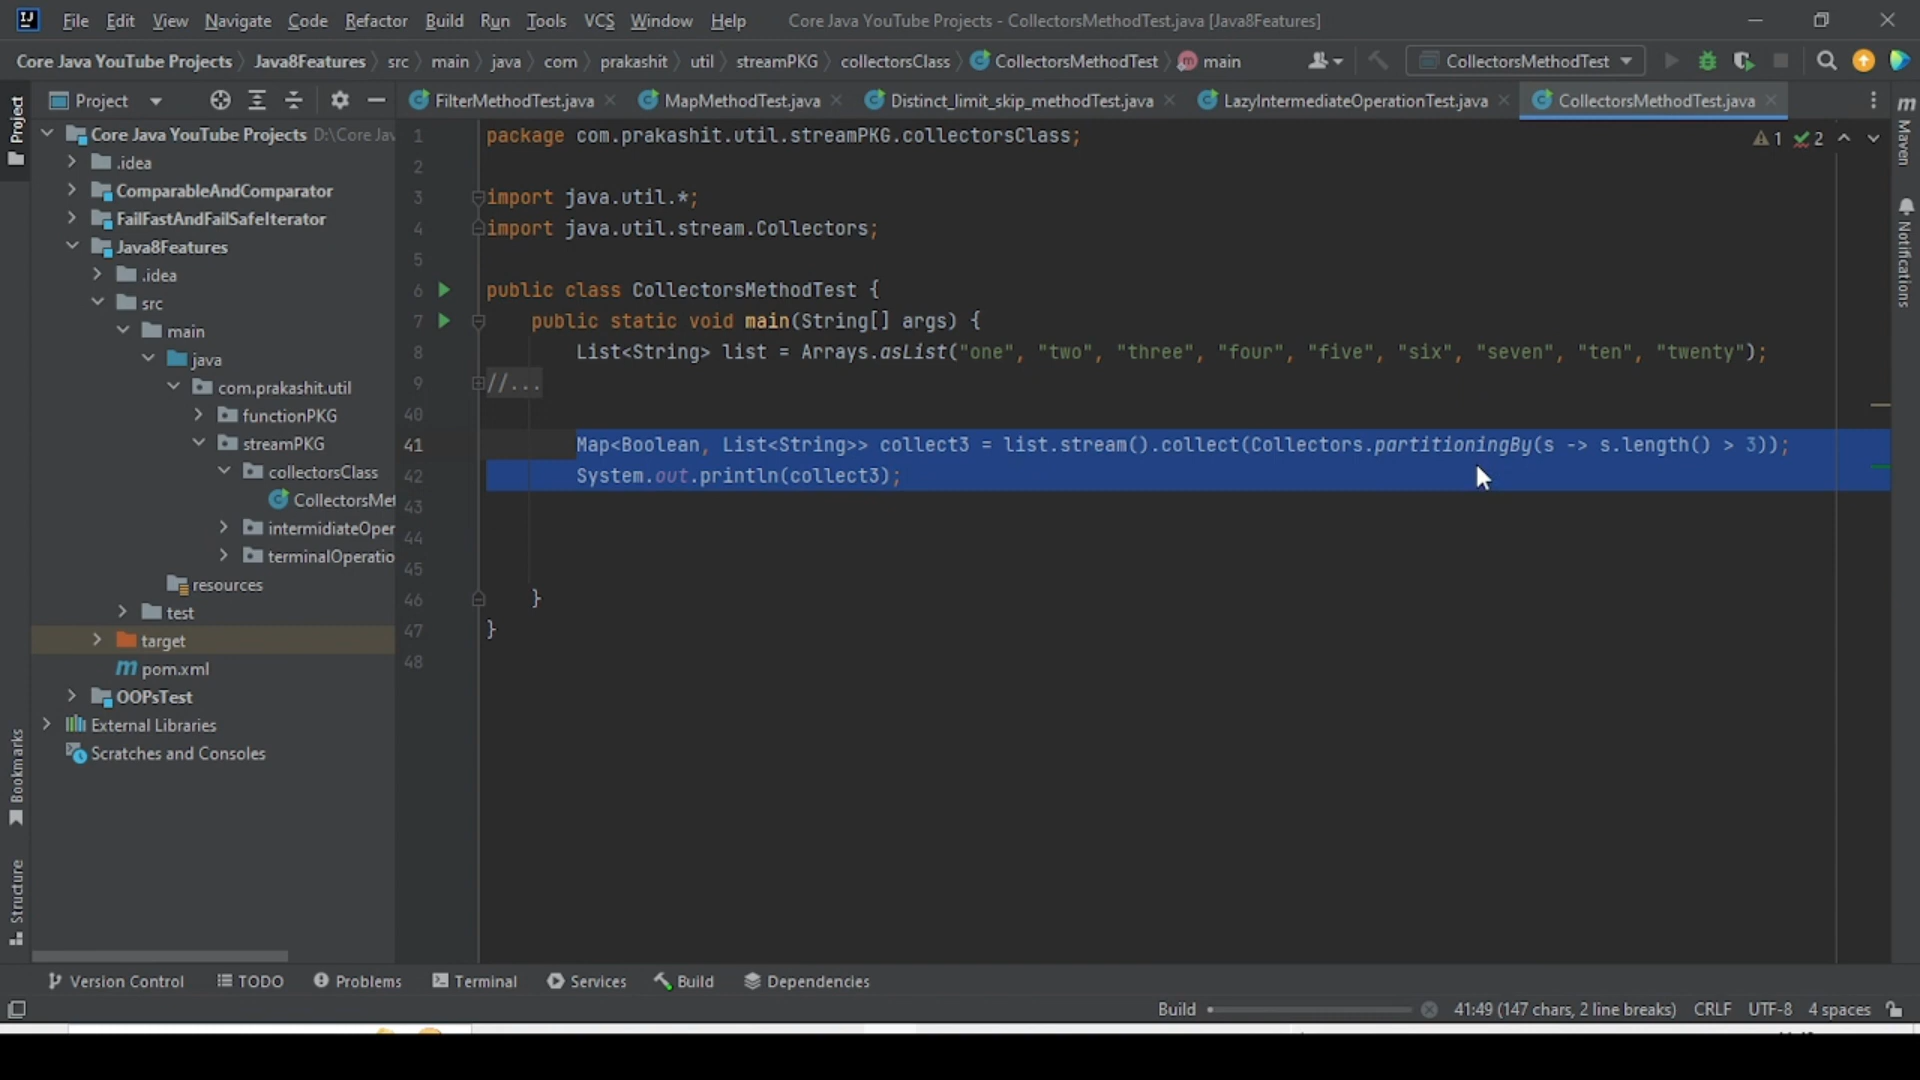 File Edit View Navigate Code Refactor Build Run Tools VCS Window Help Core Java YouTube Projects - CollectorsMethodTest.java [Java8Features]
Core Java YouTube Projects Java8Features src main java com prakashit util streamPKG collectorsClass CollectorsMethodTest main CollectorsMethodTest
Project FilterMethodTest.java MapMethodTest.java Distinct_limit_skip_methodTest.java LazyIntermediateOperationTest.java CollectorsMethodTest.java
Project
Core Java YouTube Projects D:\Core Jav
.idea
ComparableAndComparator
FailFastAndFailSafeIterator
Java8Features
.idea
src
main
java
com.prakashit.util
functionPKG
streamPKG
collectorsClass
CollectorsMet
intermidiateOper
terminalOperatio
resources
test
target
pom.xml
OOPsTest
External Libraries
Scratches and Consoles
Bookmarks
Structure
1 package com.prakashit.util.streamPKG.collectorsClass;
2
3 import java.util.*;
4 import java.util.stream.Collectors;
5
6 public class CollectorsMethodTest {
7 public static void main(String[] args) {
8 List<String> list = Arrays.asList("one", "two", "three", "four", "five", "six", "seven", "ten", "twenty");
9 //...
40
41 Map<Boolean, List<String>> collect3 = list.stream().collect(Collectors.partitioningBy(s -> s.length() > 3));
42 System.out.println(collect3);
43
44
45
46 }
47 }
48
1 2
Maven
Notifications
Version Control TODO Problems Terminal Services Build Dependencies
Build 41:49 (147 chars, 2 line breaks) CRLF UTF-8 4 spaces